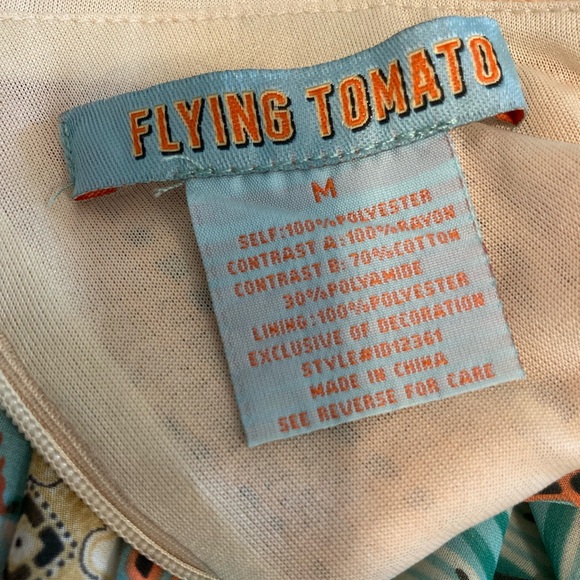 FLYING TOMATO
M
SELF:100%POLYESTER
CONTRAST A:100%RAYON
CONTRAST B: 70%COTTON
30%POLYAMIDE
LINING:100%POLYESTER
EXCLUSIVE OF DECORATION
STYLE#ID12361
MADE IN CHINA
SEE REVERSE FOR CARE